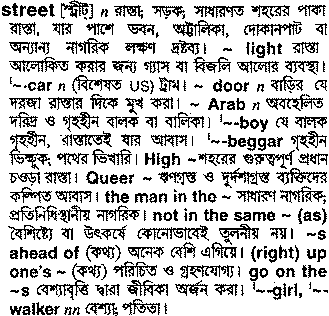 street [স্ট্রীট্] n রাস্তা; সড়ক; সাধারণত শহরের পাকা
রাস্তা, যার পাশে ভবন, অট্টালিকা, দোকানপাট বা
অন্যান্য নাগরিক লক্ষণ দ্রষ্টব্য। ~ light রাস্তা
আলোকিত করার জন্য গ্যাস বা বিজলি আলোর ব্যবস্থা।
'~-car n (বিশেষত US) ট্রাম। ~ door n বাড়ির যে
দরজা রাস্তার দিকে মুখ করা। ~ Arab n অবহেলিত
দরিদ্র ও গৃহহীন বালক বা বালিকা। '~-boy যে বালক
গৃহহীন, রাস্তাতেই যার আবাস। '~-beggar গৃহহীন
ভিক্ষুক; পথের ভিখারি। High ~শহরের গুরুত্বপূর্ণ প্রধান
চওড়া রাস্তা। Queer ~ ঋণগ্রস্ত ও দুর্দশাগ্রস্ত ব্যক্তিদের
কল্পিত আবাস। the man in the ~ সাধারণ নাগরিক;
প্রতিনিধিস্থানীয় নাগরিক। not in the same ~ (as)
বৈশিষ্ট্যে বা উৎকর্ষে কোনোভাবেই তুলনীয় নয়। ~s
ahead of (কথ্য) অনেক বেশি এগিয়ে। (right) up
one's ~ (কথ্য) পরিচিত ও গ্রহণযোগ্য। go on the
~s বেশ্যাবৃত্তি দ্বারা জীবিকা অর্জন করা। '~-girl, '~-
walker nn বেশ্যা; পতিতা।